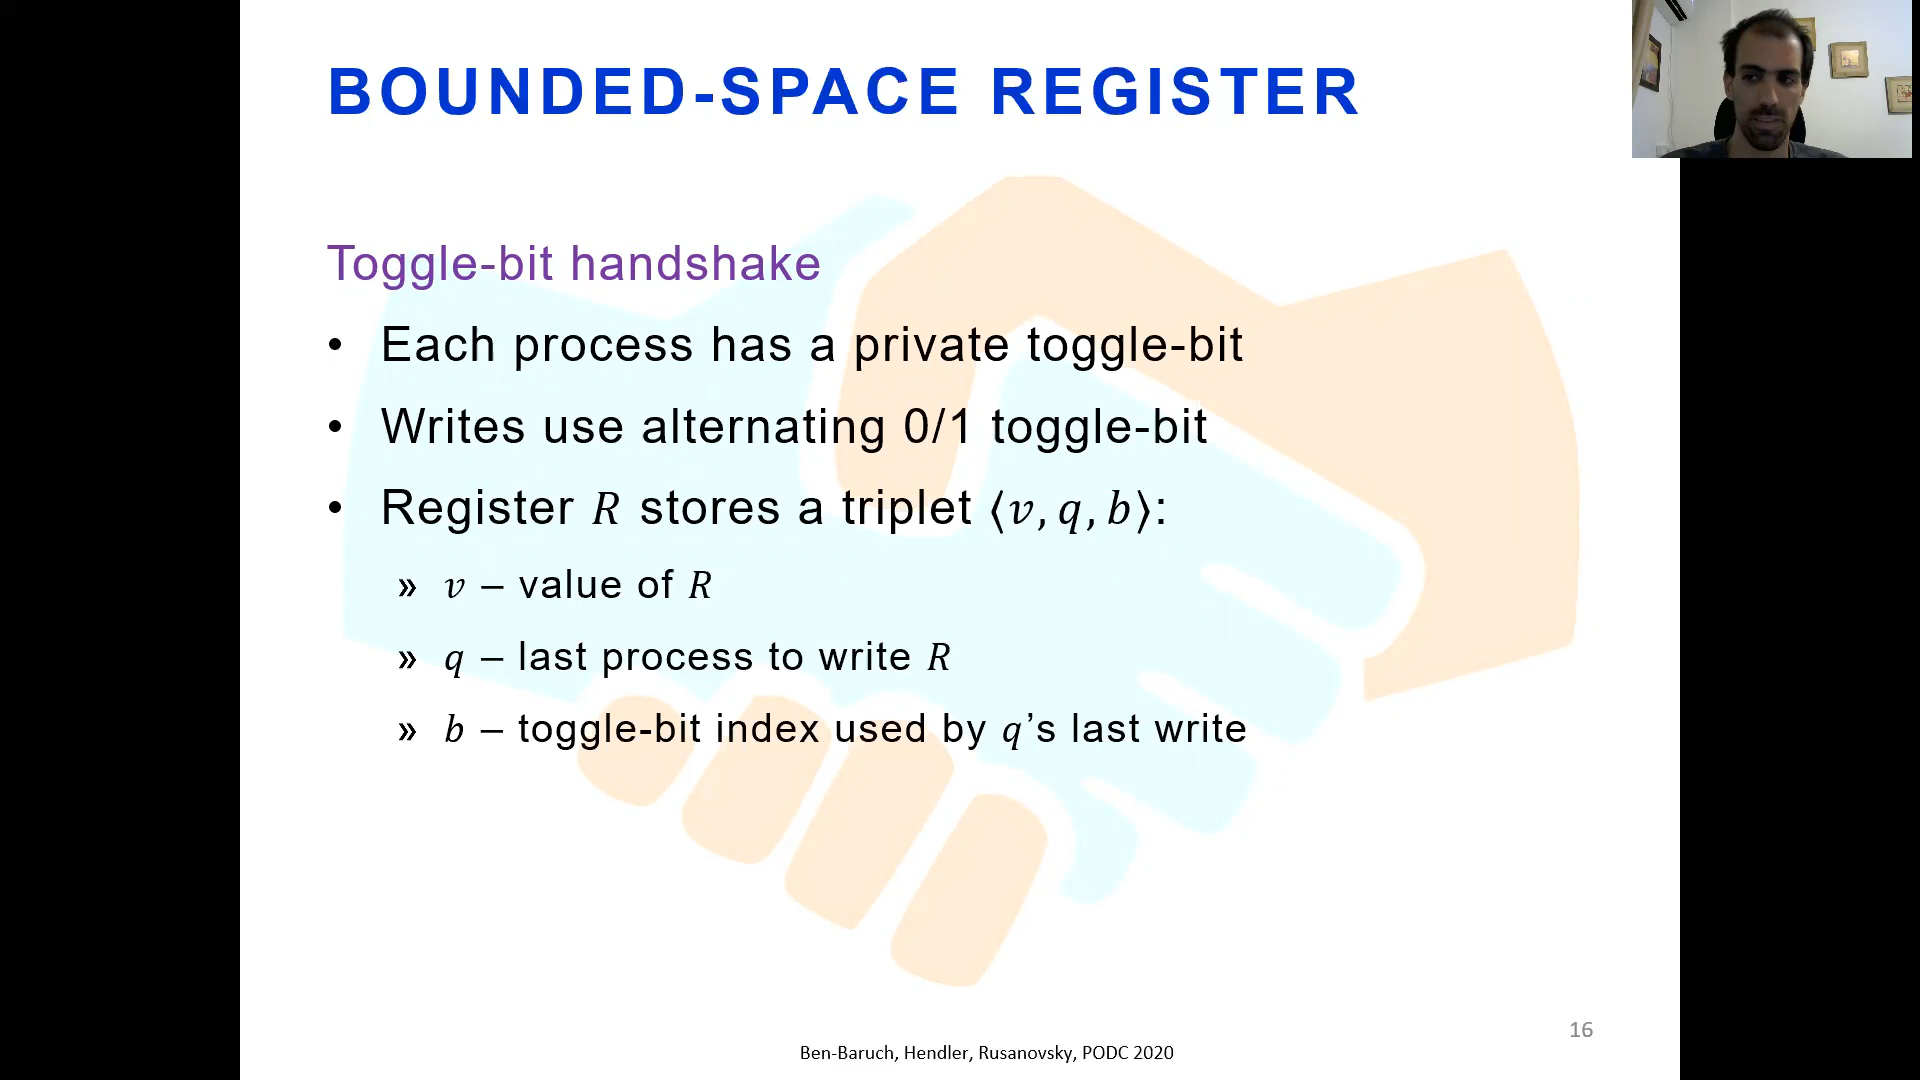 BOUNDED-SPACE REGISTER
Toggle-bit handshake
• Each process has a private toggle-bit
• Writes use alternating 0/1 toggle-bit
• Register R stores a triplet ⟨v, q, b⟩:
» v – value of R
» q – last process to write R
» b – toggle-bit index used by q’s last write
16
Ben-Baruch, Hendler, Rusanovsky, PODC 2020